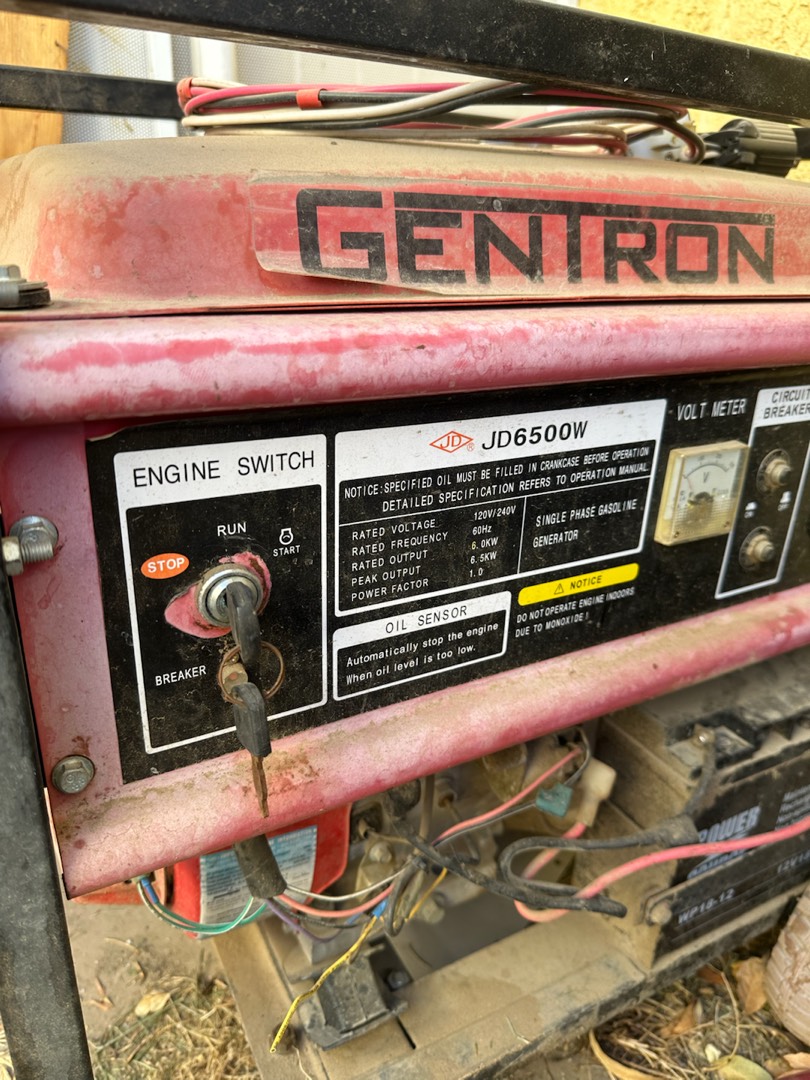 GENTRON
ENGINE SWITCH
RUN
START
STOP
BREAKER
JD ® JD6500W
NOTICE:SPECIFIED OIL MUST BE FILLED IN CRANKCASE BEFORE OPERATION
DETAILED SPECIFICATION REFERS TO OPERATION MANUAL.
RATED VOLTAGE 120V/240V
RATED FREQUENCY 60Hz
RATED OUTPUT 6.0KW
PEAK OUTPUT 6.5KW
POWER FACTOR 1.0
SINGLE PHASE GASOLINE
GENERATOR
OIL SENSOR
Automatically stop the engine
When oil level is too low.
⚠ NOTICE
DO NOT OPERATE ENGINE INDOORS
DUE TO MONOXIDE!
VOLT METER
V
CIRCUIT
BREAKER
POWER
12V
WP18-12